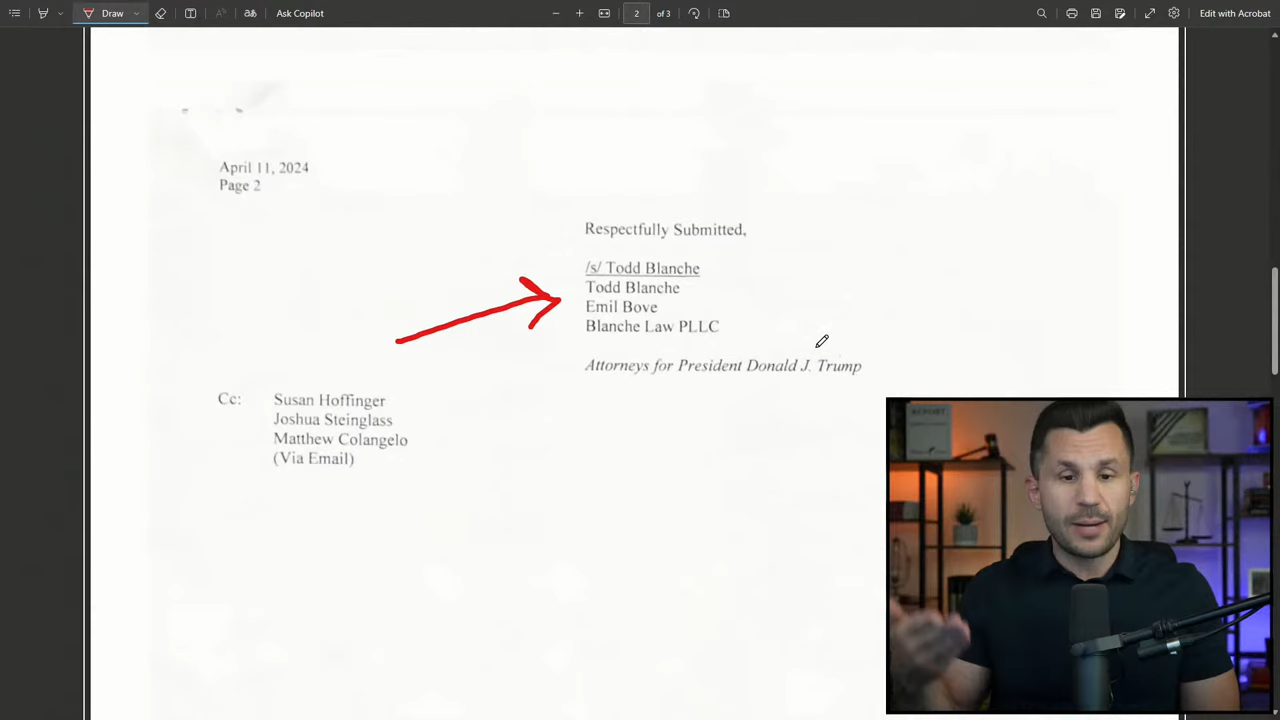 Draw
Ask Copilot
2 of 3
Edit with Acrobat
April 11, 2024
Page 2
Respectfully Submitted,
/s/ Todd Blanche
Todd Blanche
Emil Bove
Blanche Law PLLC
Attorneys for President Donald J. Trump
Cc: Susan Hoffinger
Joshua Steinglass
Matthew Colangelo
(Via Email)
REPORT